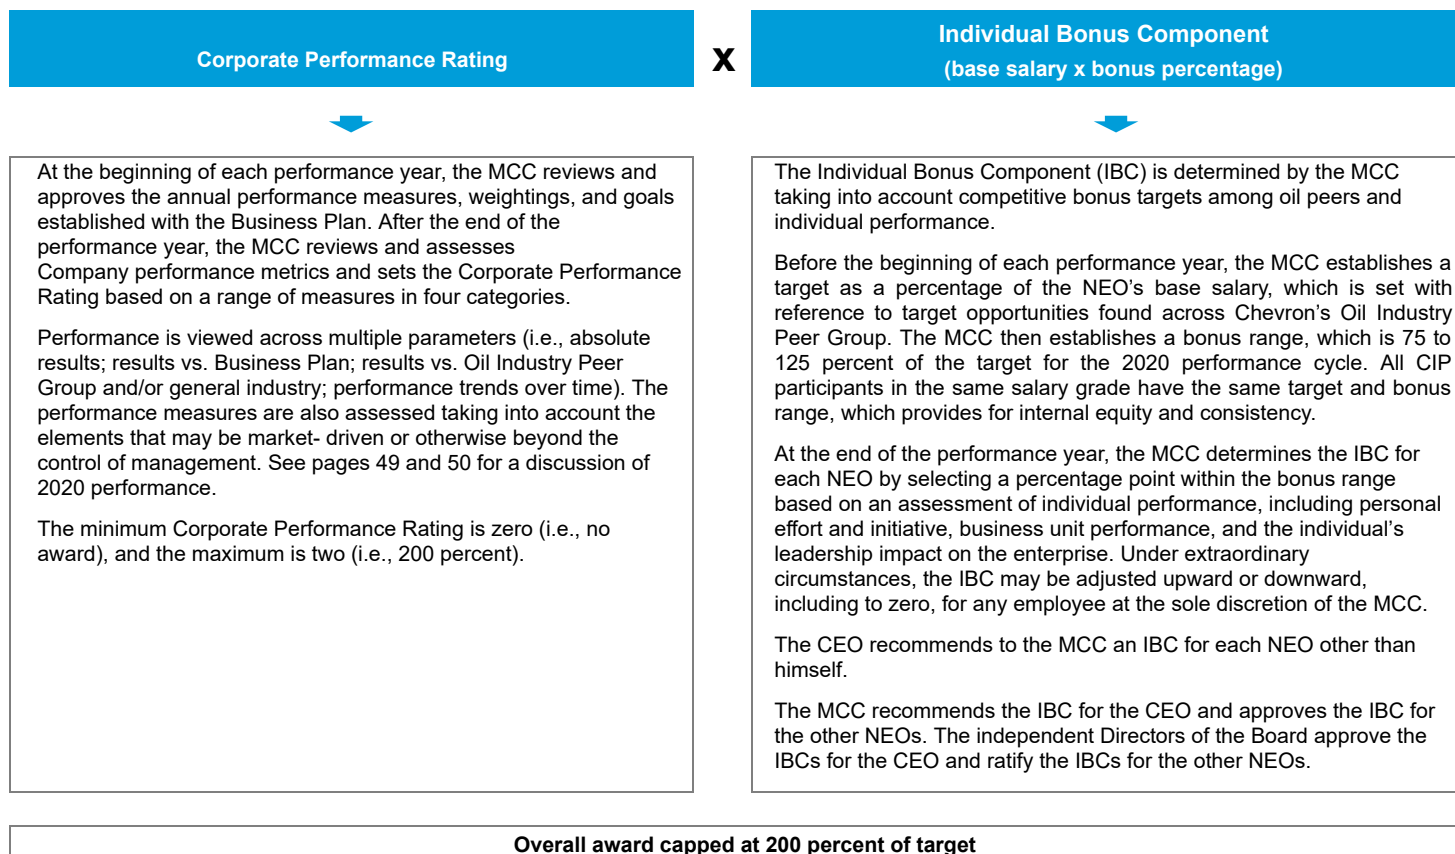 Corporate Performance Rating
x
Individual Bonus Component
(base salary x bonus percentage)
At the beginning of each performance year, the MCC reviews and
approves the annual performance measures, weightings, and goals
established with the Business Plan. After the end of the
performance year, the MCC reviews and assesses
Company performance metrics and sets the Corporate Performance
Rating based on a range of measures in four categories.
Performance is viewed across multiple parameters (i.e., absolute
results; results vs. Business Plan; results vs. Oil Industry Peer
Group and/or general industry; performance trends over time). The
performance measures are also assessed taking into account the
elements that may be market- driven or otherwise beyond the
control of management. See pages 49 and 50 for a discussion of
2020 performance.
The minimum Corporate Performance Rating is zero (i.e., no
award), and the maximum is two (i.e., 200 percent).
The Individual Bonus Component (IBC) is determined by the MCC
taking into account competitive bonus targets among oil peers and
individual performance.
Before the beginning of each performance year, the MCC establishes a
target as a percentage of the NEO's base salary, which is set with
reference to target opportunities found across Chevron's Oil Industry
Peer Group. The MCC then establishes a bonus range, which is 75 to
125 percent of the target for the 2020 performance cycle. All CIP
participants in the same salary grade have the same target and bonus
range, which provides for internal equity and consistency.
At the end of the performance year, the MCC determines the IBC for
each NEO by selecting a percentage point within the bonus range
based on an assessment of individual performance, including personal
effort and initiative, business unit performance, and the individual's
leadership impact on the enterprise. Under extraordinary
circumstances, the IBC may be adjusted upward or downward,
including to zero, for any employee at the sole discretion of the MCC.
The CEO recommends to the MCC an IBC for each NEO other than
himself.
The MCC recommends the IBC for the CEO and approves the IBC for
the other NEOs. The independent Directors of the Board approve the
IBCs for the CEO and ratify the IBCs for the other NEOs.
Overall award capped at 200 percent of target